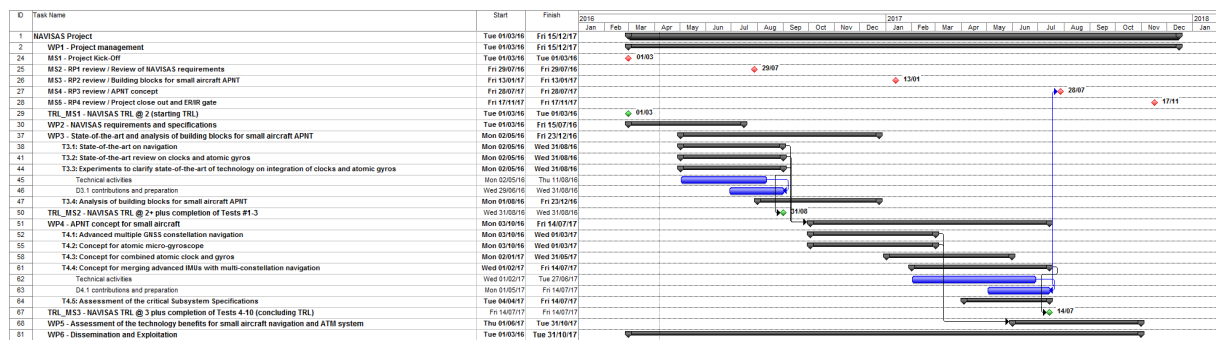 ID Task Name Start Finish 2016 2017 2018
Jan Feb Mar Apr May Jun Jul Aug Sep Oct Nov Dec Jan Feb Mar Apr May Jun Jul Aug Sep Oct Nov Dec Jan
1 NAVISAS Project Tue 01/03/16 Fri 15/12/17
2 WP1 - Project management Tue 01/03/16 Fri 15/12/17
24 MS1 - Project Kick-Off Tue 01/03/16 Tue 01/03/16 01/03
25 MS2 - RP1 review / Review of NAVISAS requirements Fri 29/07/16 Fri 29/07/16 29/07
26 MS3 - RP2 review / Building blocks for small aircraft APNT Fri 13/01/17 Fri 13/01/17 13/01
27 MS4 - RP3 review / APNT concept Fri 28/07/17 Fri 28/07/17 28/07
28 MS5 - RP4 review / Project close out and ER/IR gate Fri 17/11/17 Fri 17/11/17 17/11
29 TRL_MS1 - NAVISAS TRL @ 2 (starting TRL) Tue 01/03/16 Tue 01/03/16 01/03
30 WP2 - NAVISAS requirements and specifications Tue 01/03/16 Fri 15/07/16
37 WP3 - State-of-the-art and analysis of building blocks for small aircraft APNT Mon 02/05/16 Fri 23/12/16
38 T3.1: State-of-the-art on navigation Mon 02/05/16 Wed 31/08/16
41 T3.2: State-of-the-art review on clocks and atomic gyros Mon 02/05/16 Wed 31/08/16
44 T3.3: Experiments to clarify state-of-the-art of technology on integration of clocks and atomic gyros Mon 02/05/16 Wed 31/08/16
45 Technical activities Mon 02/05/16 Thu 11/08/16
46 D3.1 contributions and preparation Wed 29/06/16 Wed 31/08/16
47 T3.4: Analysis of building blocks for small aircraft APNT Mon 01/08/16 Fri 23/12/16
50 TRL_MS2 - NAVISAS TRL @ 2+ plus completion of Tests #1-3 Wed 31/08/16 Wed 31/08/16 31/08
51 WP4 - APNT concept for small aircraft Mon 03/10/16 Fri 14/07/17
52 T4.1: Advanced multiple GNSS constellation navigation Mon 03/10/16 Wed 01/03/17
55 T4.2: Concept for atomic micro-gyroscope Mon 03/10/16 Wed 01/03/17
58 T4.3: Concept for combined atomic clock and gyros Mon 02/01/17 Wed 31/05/17
61 T4.4: Concept for merging advanced IMUs with multi-constellation navigation Wed 01/02/17 Fri 14/07/17
62 Technical activities Wed 01/02/17 Tue 27/06/17
63 D4.1 contributions and preparation Mon 01/05/17 Fri 14/07/17
64 T4.5: Assessment of the critical Subsystem Specifications Tue 04/04/17 Fri 14/07/17
67 TRL_MS3 - NAVISAS TRL @ 3 plus completion of Tests 4-10 (concluding TRL) Fri 14/07/17 Fri 14/07/17 14/07
68 WP5 - Assessment of the technology benefits for small aircraft navigation and ATM system Thu 01/06/17 Tue 31/10/17
81 WP6 - Dissemination and Exploitation Tue 01/03/16 Tue 31/10/17